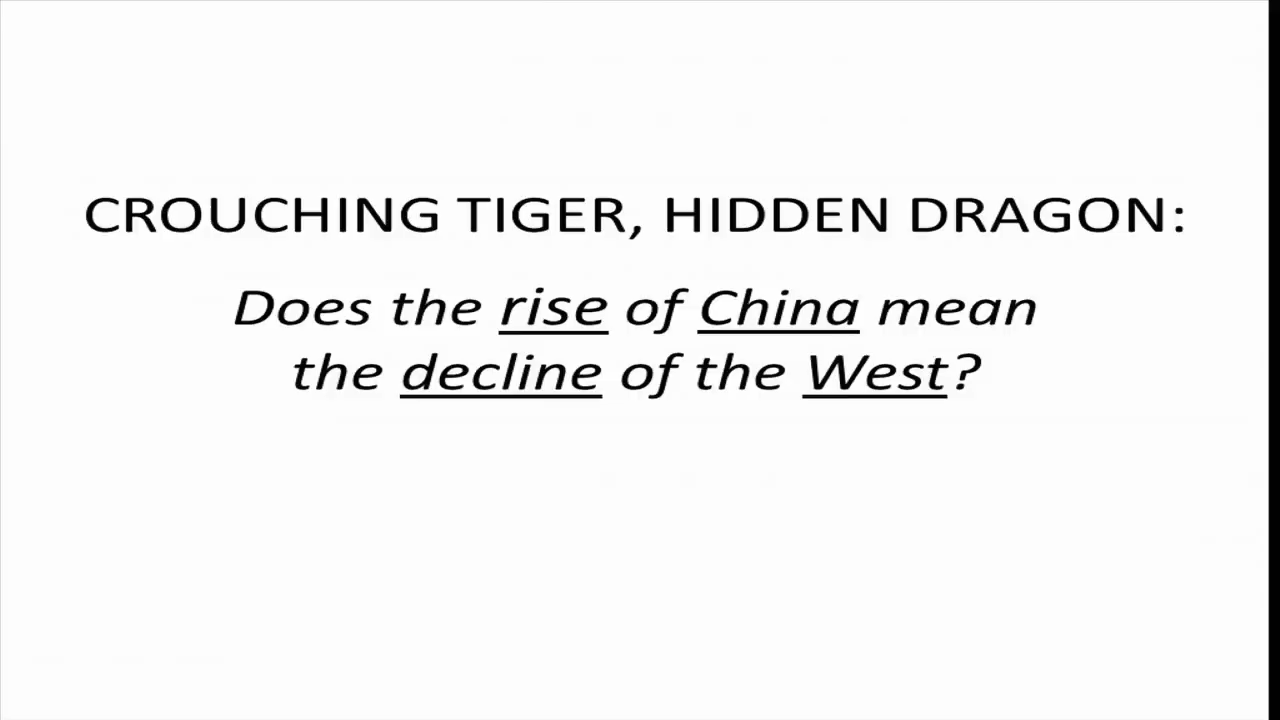 CROUCHING TIGER, HIDDEN DRAGON:
Does the rise of China mean
the decline of the West?